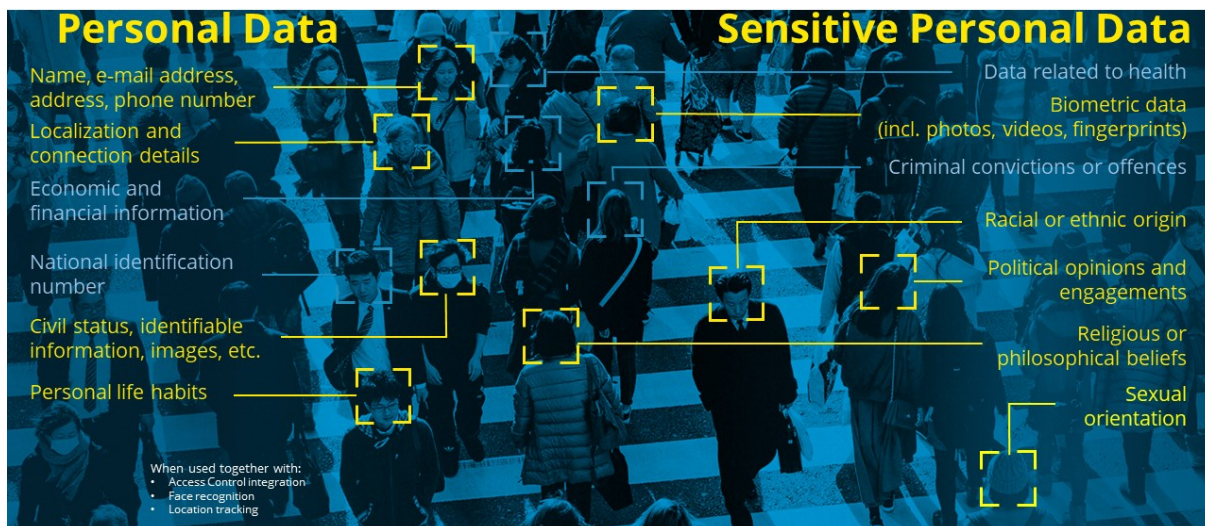 Personal Data
Name, e-mail address,
address, phone number
Localization and
connection details
Economic and
financial information
National identification
number
Civil status, identifiable
information, images, etc.
Personal life habits
When used together with:
• Access Control integration
• Face recognition
• Location tracking
Sensitive Personal Data
Data related to health
Biometric data
(incl. photos, videos, fingerprints)
Criminal convictions or offences
Racial or ethnic origin
Political opinions and
engagements
Religious or
philosophical beliefs
Sexual
orientation